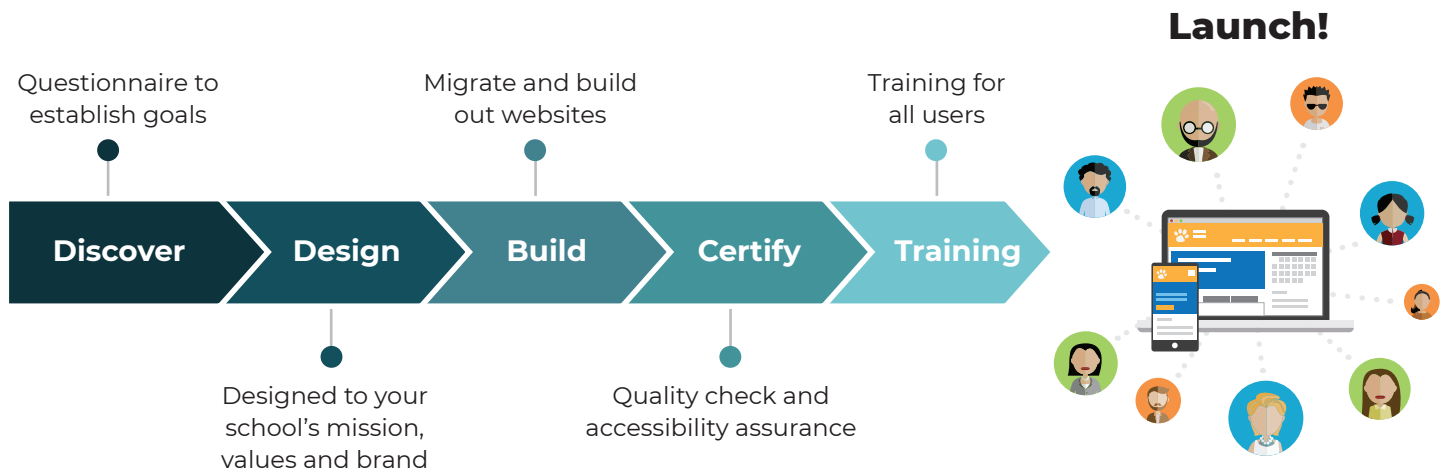 Launch!
Questionnaire to
establish goals
Migrate and build
out websites
Training for
all users
Discover
Design
Build
Certify
Training
Designed to your
school’s mission,
values and brand
Quality check and
accessibility assurance